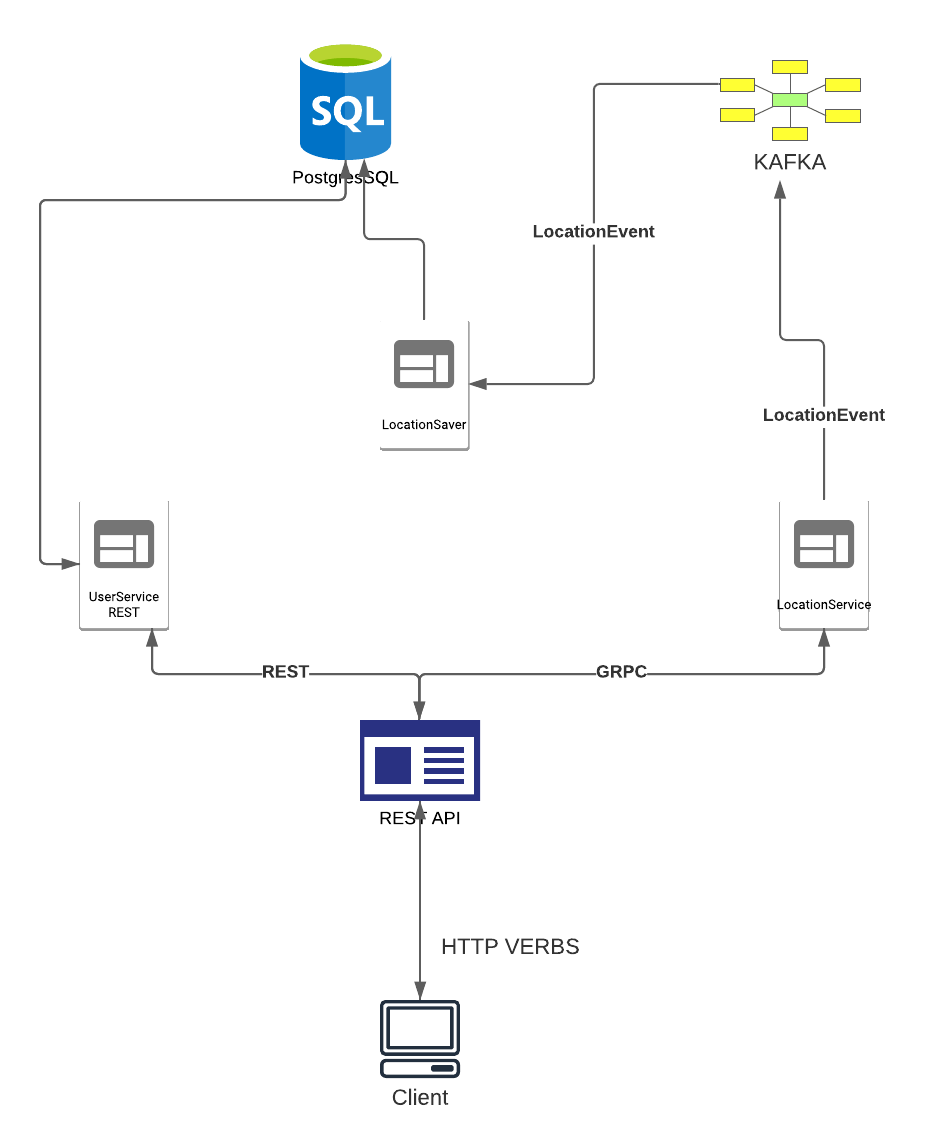 SQL
PostgresSQL
KAFKA
LocationEvent
LocationEvent
LocationSaver
UserService
REST
LocationService
REST
GRPC
REST API
HTTP VERBS
Client